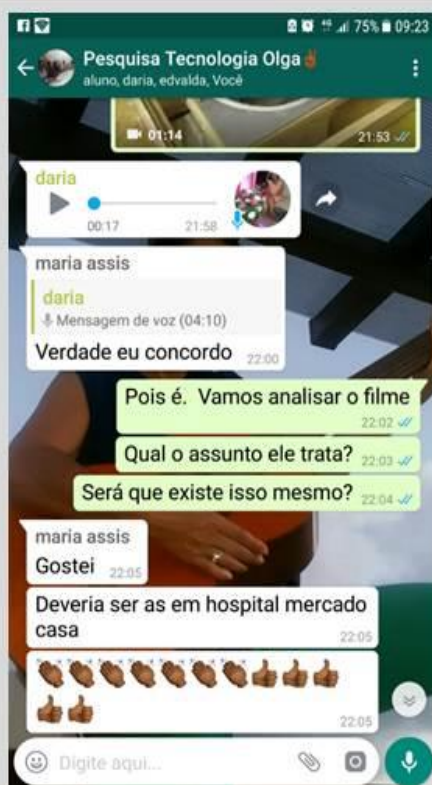 75% 09:23
Pesquisa Tecnologia Olga
aluno, daria, edvalda, Você
01:14
21:53
daria
00:17
21:58
maria assis
daria
Mensagem de voz (04:10)
Verdade eu concordo 22:00
Pois é. Vamos analisar o filme
22:02
Qual o assunto ele trata? 22:03
Será que existe isso mesmo? 22:04
maria assis
Gostei 22:05
Deveria ser as em hospital mercado
casa
22:05
22:05
Digite aqui...